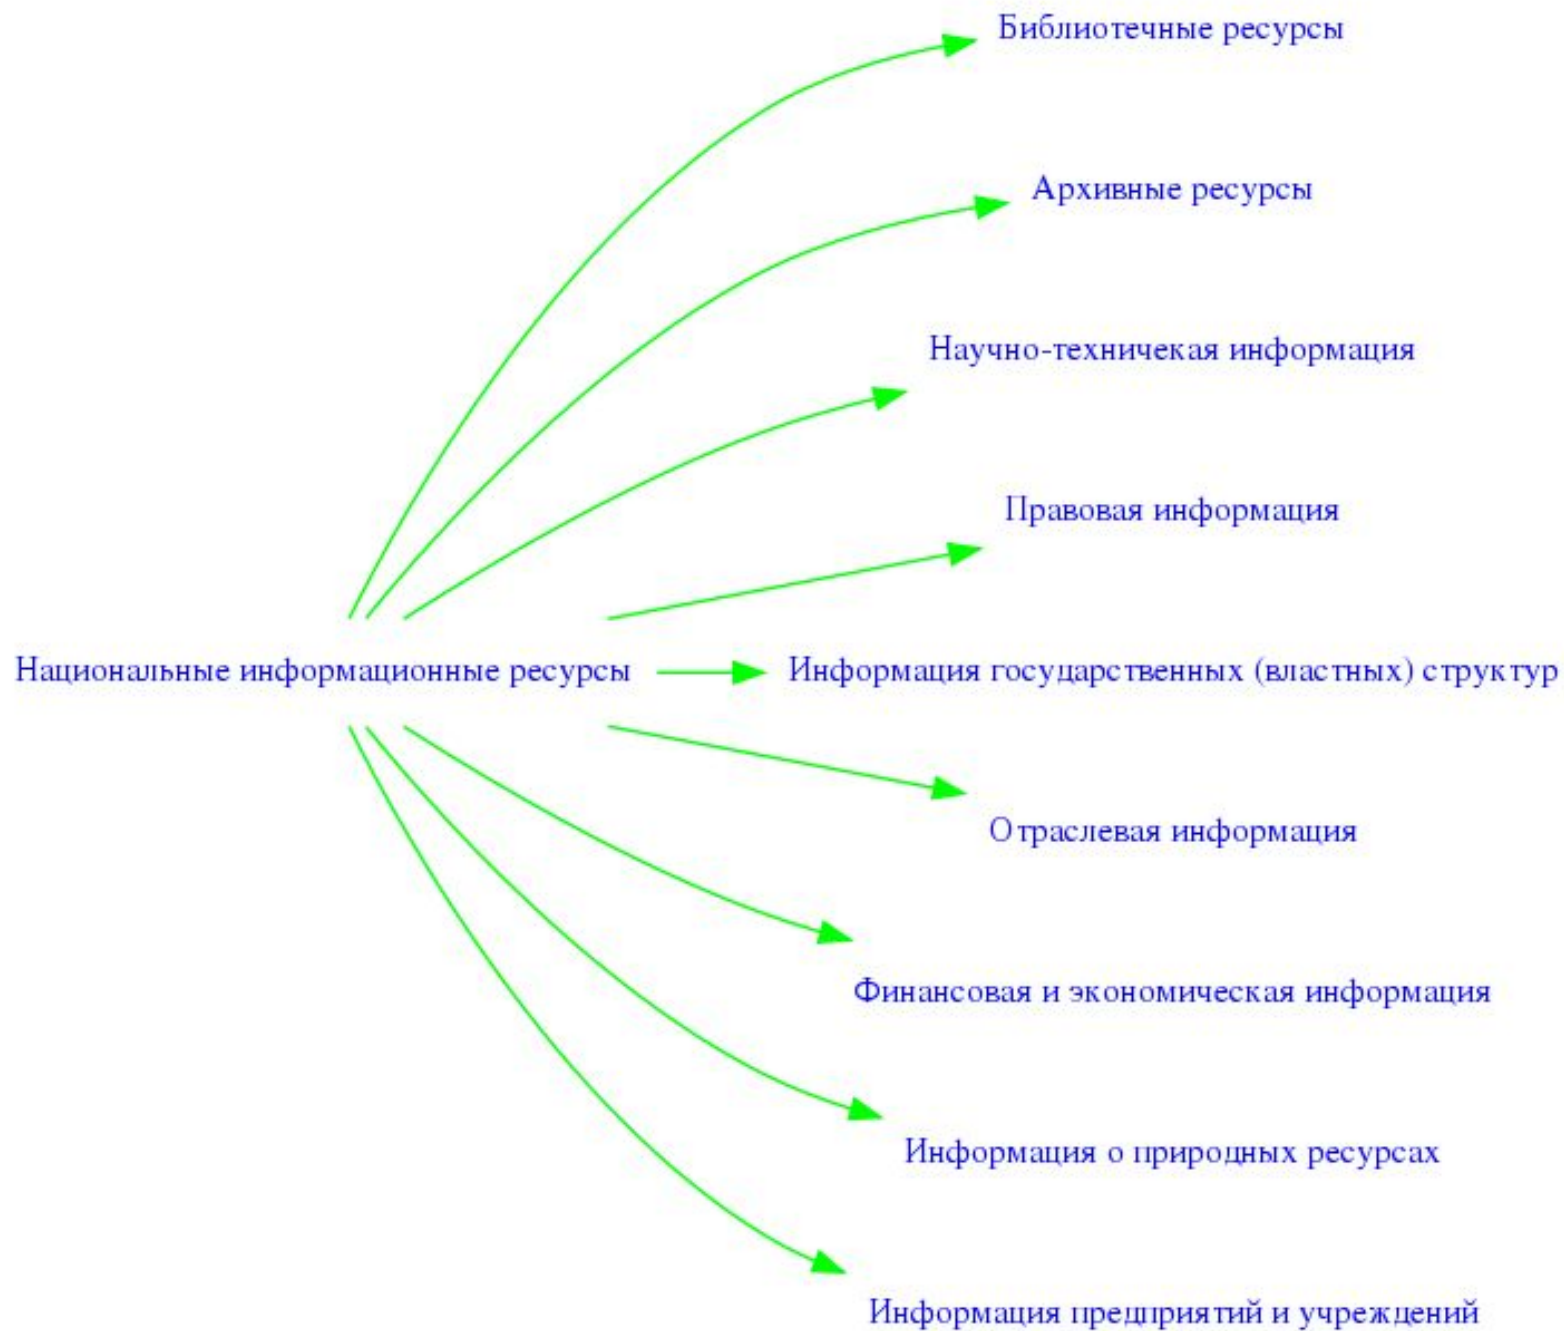 Библиотечные ресурсы
Архивные ресурсы
Научно-техничекая информация
Правовая информация
Национальные информационные ресурсы
Информация государственных (властных) структур
Отраслевая информация
Финансовая и экономическая информация
Информация о природных ресурсах
Информация предприятий и учреждений